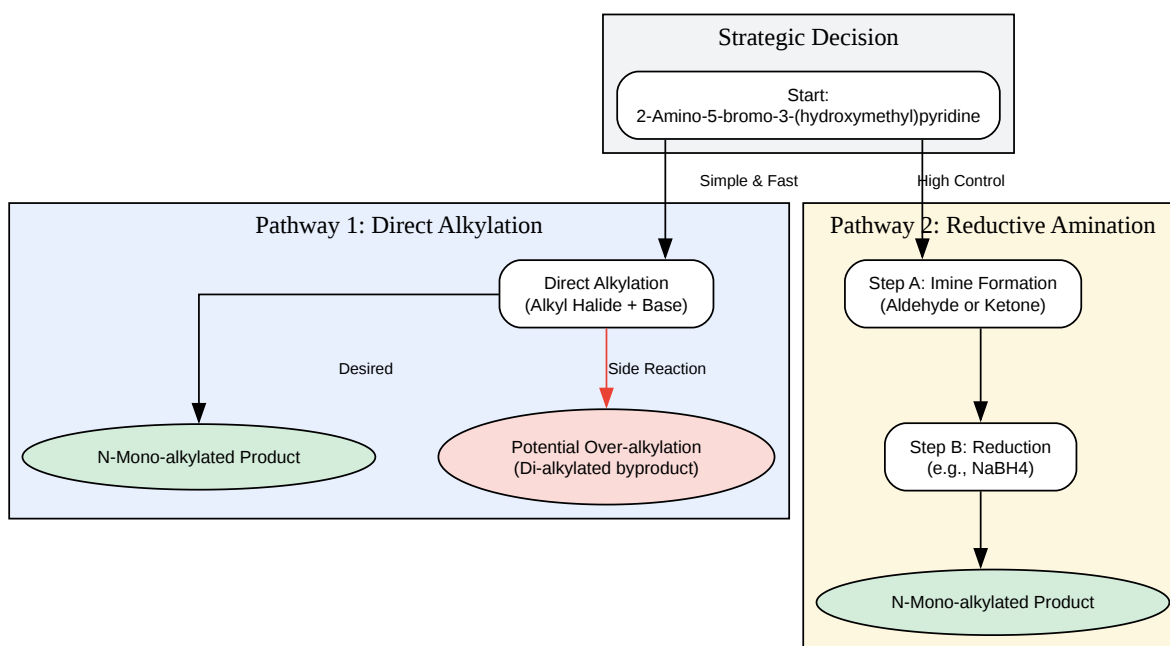 Strategic Decision
Start:
2-Amino-5-bromo-3-(hydroxymethyl)pyridine
Simple & Fast
High Control
Pathway 1: Direct Alkylation
Direct Alkylation
(Alkyl Halide + Base)
Desired
Side Reaction
N-Mono-alkylated Product
Potential Over-alkylation
(Di-alkylated byproduct)
Pathway 2: Reductive Amination
Step A: Imine Formation
(Aldehyde or Ketone)
Step B: Reduction
(e.g., NaBH4)
N-Mono-alkylated Product